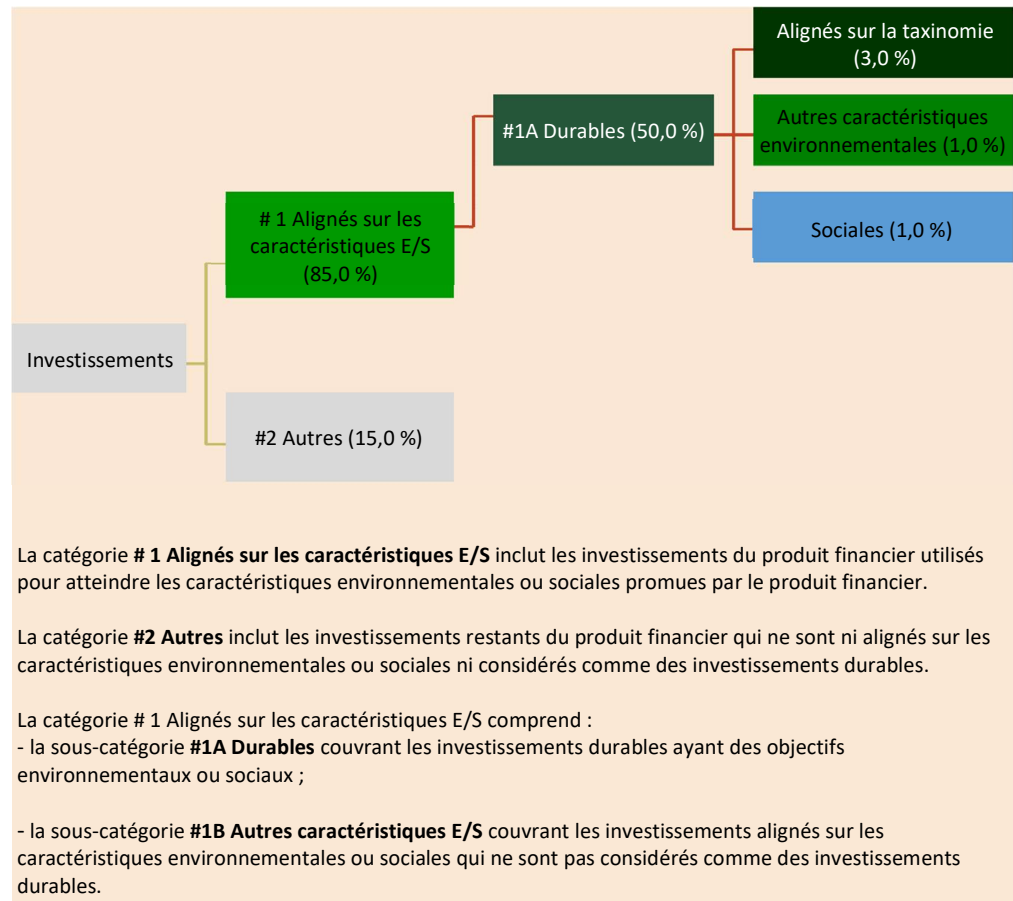 Alignés sur la taxinomie
(3,0 %)
#1A Durables (50,0 %)
Autres caractéristiques
environnementales (1,0 %)
# 1 Alignés sur les
caractéristiques E/S
(85,0 %)
Sociales (1,0 %)
Investissements
#2 Autres (15,0 %)
La catégorie # 1 Alignés sur les caractéristiques E/S inclut les investissements du produit financier utilisés
pour atteindre les caractéristiques environnementales ou sociales promues par le produit financier.
La catégorie #2 Autres inclut les investissements restants du produit financier qui ne sont ni alignés sur les
caractéristiques environnementales ou sociales ni considérés comme des investissements durables.
La catégorie # 1 Alignés sur les caractéristiques E/S comprend :
- la sous-catégorie #1A Durables couvrant les investissements durables ayant des objectifs
environnementaux ou sociaux ;
- la sous-catégorie #1B Autres caractéristiques E/S couvrant les investissements alignés sur les
caractéristiques environnementales ou sociales qui ne sont pas considérés comme des investissements
durables.